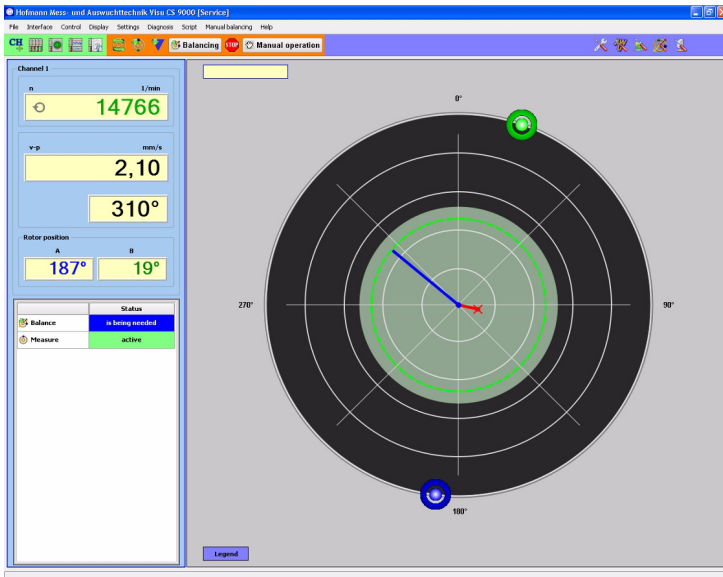 Hofmann Mess- und Auswuchttechnik Visu CS 9000 [Service]
File Interface Control Display Settings Diagnosis Script Manual balancing Help
CH Balancing STOP Manual operation
Channel 1
n 1/min
14766
v-p mm/s
2,10
310°
Rotor position
A B
187° 19°
Status
Balance is being needed
Measure active
0°
270° 90°
180°
Legend